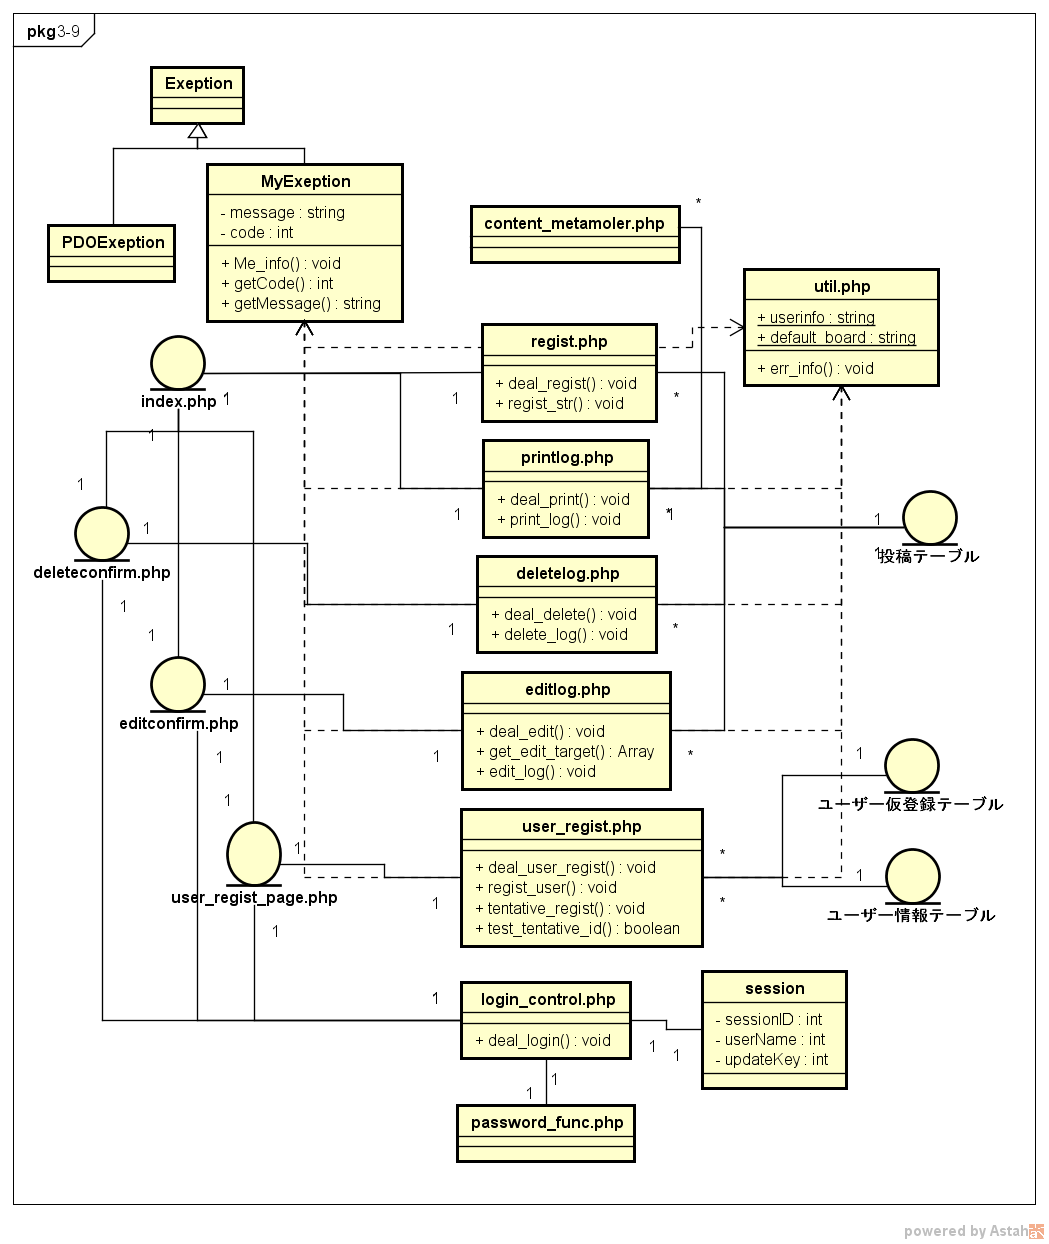 pkg3-9
Exeption
MyExeption
- message : string
- code : int
+ Me_info() : void
+ getCode() : int
+ getMessage() : string
PDOExeption
content_metamoler.php
*
util.php
+ userinfo : string
+ default_board : string
+ err_info() : void
regist.php
+ deal_regist() : void
+ regist_str() : void
index.php
1
1
*
1
printlog.php
+ deal_print() : void
+ print_log() : void
1
1
*
1
1
1
投稿テーブル
deleteconfirm.php
1
deletelog.php
+ deal_delete() : void
+ delete_log() : void
1
1
1
*
editconfirm.php
1
editlog.php
+ deal_edit() : void
+ get_edit_target() : Array
+ edit_log() : void
1
1
*
1
ユーザー仮登録テーブル
1
user_regist.php
+ deal_user_regist() : void
+ regist_user() : void
+ tentative_regist() : void
+ test_tentative_id() : boolean
1
*
1
user_regist_page.php
1
*
ユーザー情報テーブル
1
1
login_control.php
+ deal_login() : void
session
- sessionID : int
- userName : int
- updateKey : int
1
1
1
1
password_func.php
powered by Astah